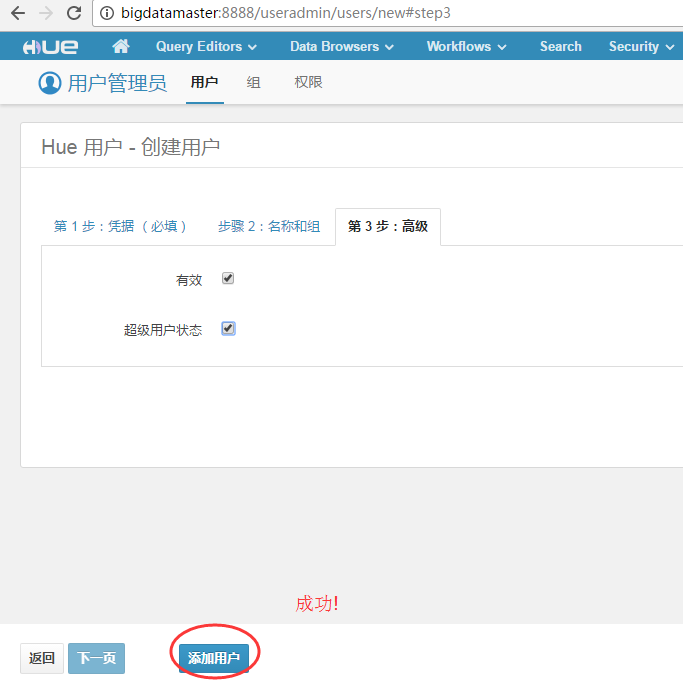 bigdatamaster:8888/useradmin/users/new#step3
HUE Query Editors Data Browsers Workflows Search Security
用户管理员 用户 组 权限
Hue 用户 - 创建用户
第 1 步：凭据 （必填） 步骤 2：名称和组 第 3 步：高级
有效
超级用户状态
成功!
返回 下一页 添加用户